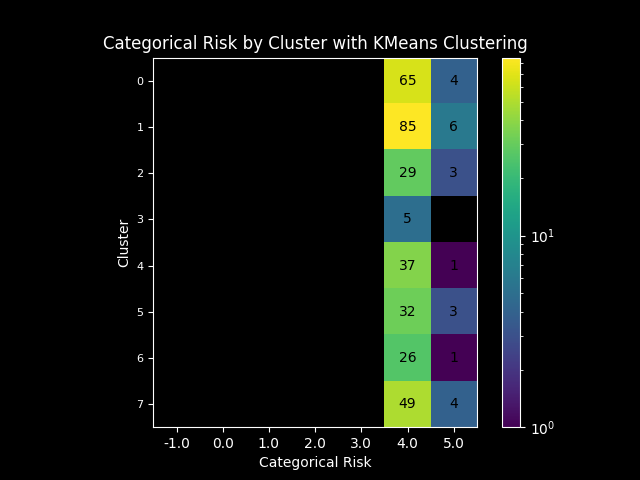 Categorical Risk by Cluster with KMeans Clustering
0 65 4
1 85 6
2 29 3
3 5
4 37 1
5 32 3
6 26 1
7 49 4
Cluster
-1.0 0.0 1.0 2.0 3.0 4.0 5.0
Categorical Risk
10¹
10⁰